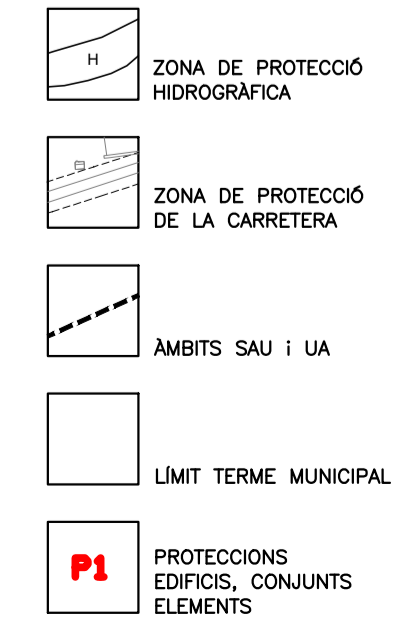 H
ZONA DE PROTECCIÓ
HIDROGRÀFICA
ZONA DE PROTECCIÓ
DE LA CARRETERA
ÀMBITS SAU i UA
LÍMIT TERME MUNICIPAL
P1
PROTECCIONS
EDIFICIS, CONJUNTS
ELEMENTS